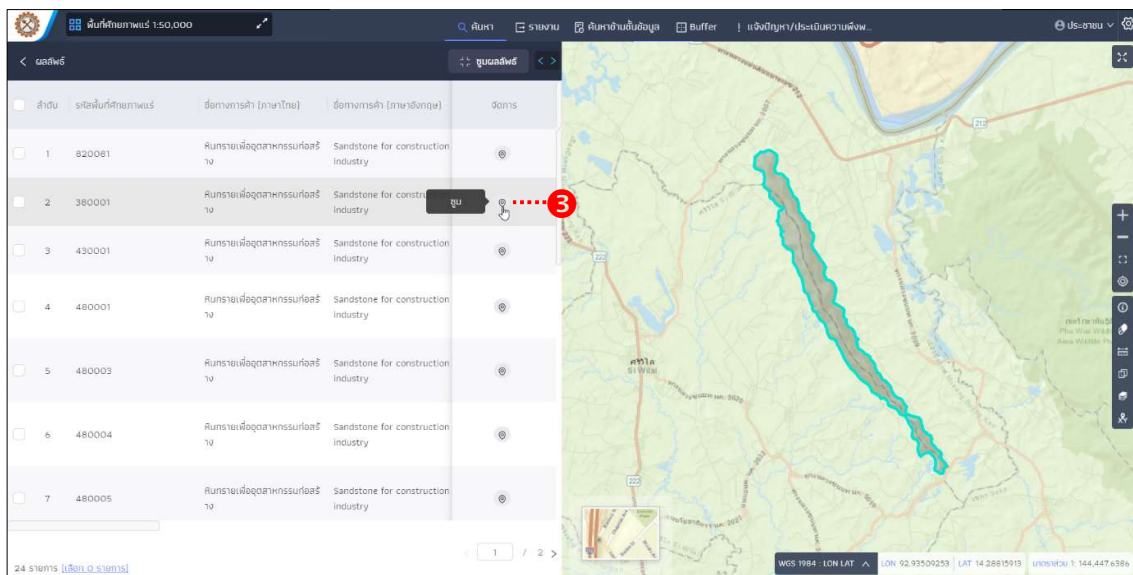 พื้นที่ศักยภาพแร่ 1:50,000
ค้นหา
รายงาน
ค้นหาข้ามชั้นข้อมูล
Buffer
แจ้งปัญหา/ประเมินความพึงพ...
ประชาชน
ผลลัพธ์
ซูมผลลัพธ์
ลำดับ รหัสพื้นที่ศักยภาพแร่ ชื่อทางการค้า (ภาษาไทย) ชื่อทางการค้า (ภาษาอังกฤษ) จัดการ
1 820061 หินทรายเพื่ออุตสาหกรรมก่อสร้ Sandstone for construction
าง industry
2 380001 หินทรายเพื่ออุตสาหกรรมก่อสร้ Sandstone for constru
าง industry
ซูม
3
3 430001 หินทรายเพื่ออุตสาหกรรมก่อสร้ Sandstone for construction
าง industry
4 480001 หินทรายเพื่ออุตสาหกรรมก่อสร้ Sandstone for construction
าง industry
5 480003 หินทรายเพื่ออุตสาหกรรมก่อสร้ Sandstone for construction
าง industry
6 480004 หินทรายเพื่ออุตสาหกรรมก่อสร้ Sandstone for construction
าง industry
7 480005 หินทรายเพื่ออุตสาหกรรมก่อสร้ Sandstone for construction
าง industry
1 / 2
24 รายการ [เลือก 0 รายการ]
212
222
ศรีวิไล
Si Wilai
222
WGS 1984 : LON LAT LON 92.93509253 LAT 14.28815913 มาตราส่วน 1: 144,447.6386